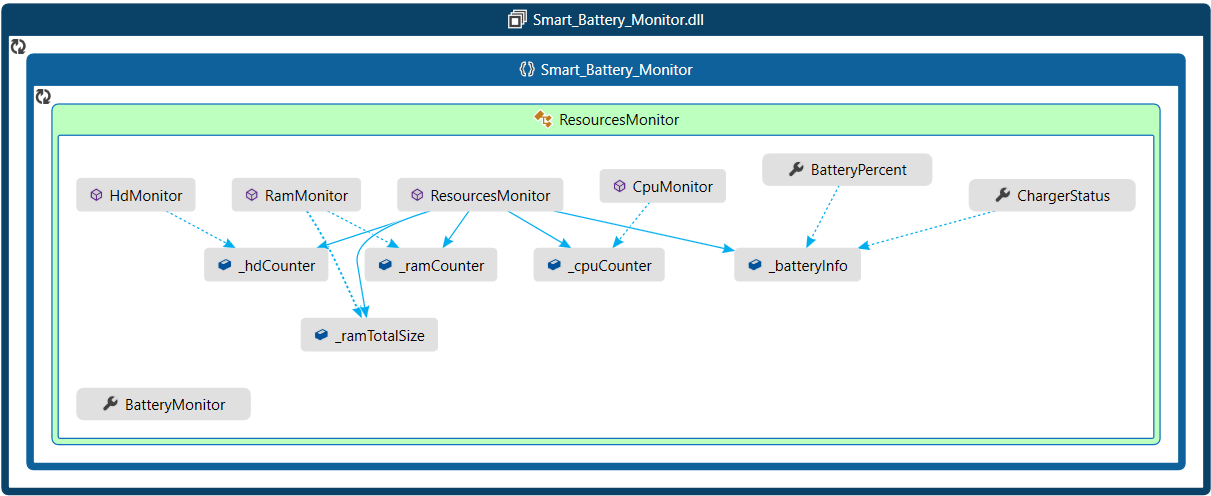 Smart_Battery_Monitor.dll
Smart_Battery_Monitor
ResourcesMonitor
HdMonitor
RamMonitor
ResourcesMonitor
CpuMonitor
BatteryPercent
ChargerStatus
_hdCounter
_ramCounter
_cpuCounter
_batteryInfo
_ramTotalSize
BatteryMonitor